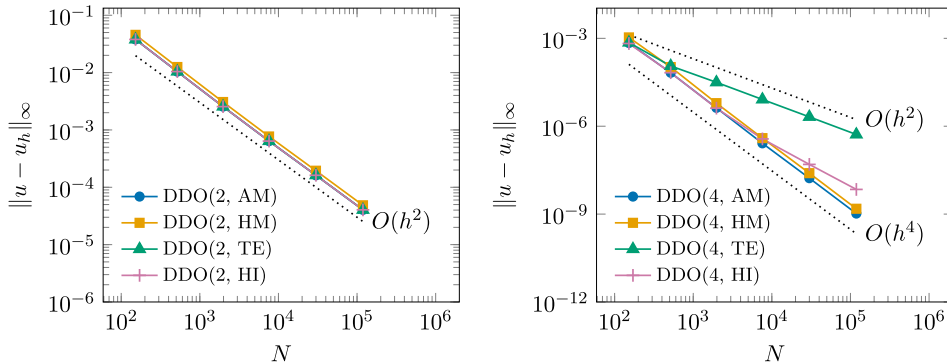 ‖u − u_h‖_∞
10^−1
10^−2
10^−3
10^−4
10^−5
10^−6
10^2
10^3
10^4
10^5
10^6
N
O(h^2)
DDO(2, AM)
DDO(2, HM)
DDO(2, TE)
DDO(2, HI)
‖u − u_h‖_∞
10^−3
10^−6
10^−9
10^−12
10^2
10^3
10^4
10^5
10^6
N
O(h^2)
O(h^4)
DDO(4, AM)
DDO(4, HM)
DDO(4, TE)
DDO(4, HI)